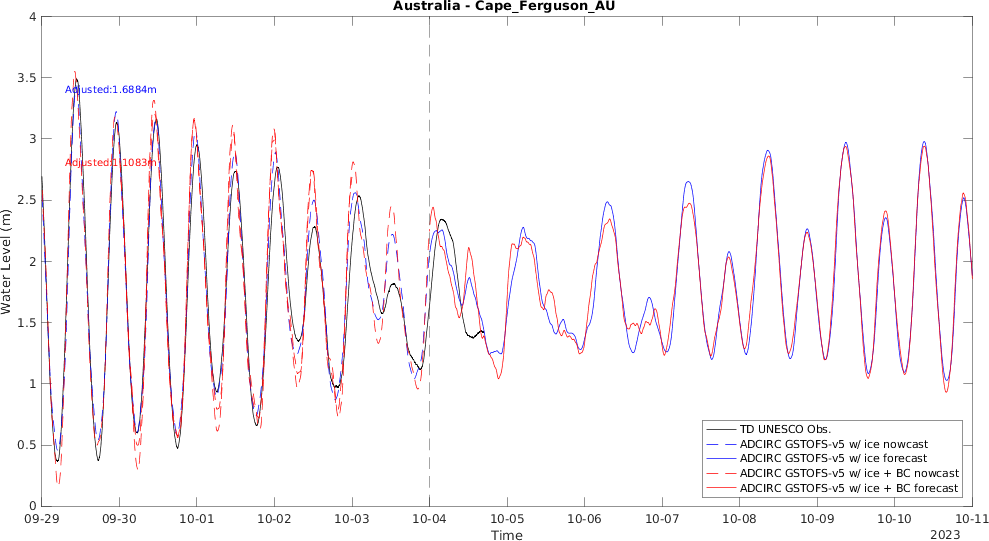 Australia - Cape_Ferguson_AU
Water Level (m)
4
3.5
3
2.5
2
1.5
1
0.5
0
Adjusted:1.6884m
Adjusted:1.1083m
TD UNESCO Obs.
ADCIRC GSTOFS-v5 w/ ice nowcast
ADCIRC GSTOFS-v5 w/ ice forecast
ADCIRC GSTOFS-v5 w/ ice + BC nowcast
ADCIRC GSTOFS-v5 w/ ice + BC forecast
09-29 09-30 10-01 10-02 10-03 10-04 10-05 10-06 10-07 10-08 10-09 10-10 10-11
Time
2023